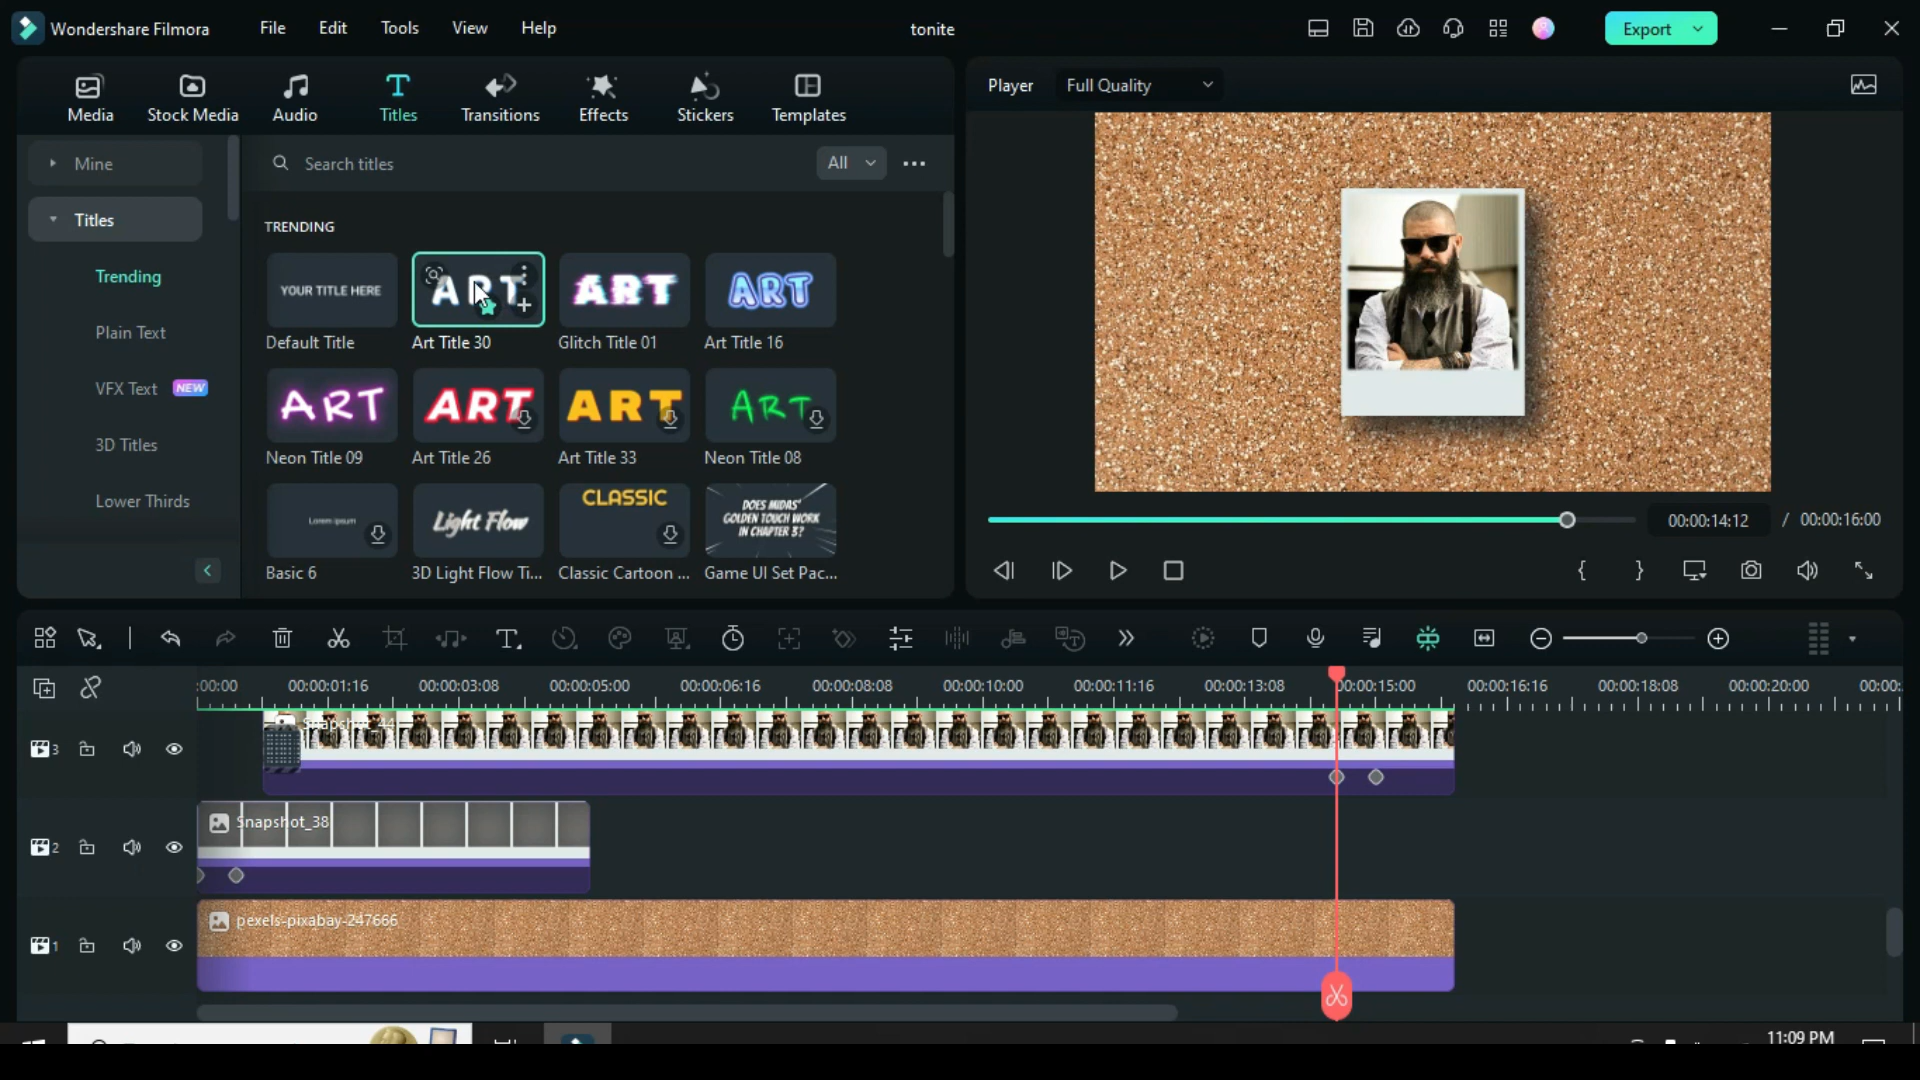 Wondershare Filmora
File
Edit
Tools
View
Help
tonite
Export
Media
Stock Media
Audio
Titles
Transitions
Effects
Stickers
Templates
Player
Full Quality
Mine
Titles
Trending
Plain Text
VFX Text
NEW
3D Titles
Lower Thirds
Search titles
All
TRENDING
YOUR TITLE HERE
ART
ART
ART
Default Title
Art Title 30
Glitch Title 01
Art Title 16
ART
ART
ART
ART
Neon Title 09
Art Title 26
Art Title 33
Neon Title 08
Lorem ipsum
Light Flow
CLASSIC
DOES MIDAS'
GOLDEN TOUCH WORK
IN CHAPTER 3?
Basic 6
3D Light Flow Ti...
Classic Cartoon ...
Game UI Set Pac...
00:00:14:12
/
00:00:16:00
:00:00
00:00:01:16
00:00:03:08
00:00:05:00
00:00:06:16
00:00:08:08
00:00:10:00
00:00:11:16
00:00:13:08
00:00:15:00
00:00:16:16
00:00:18:08
00:00:20:00
00:00:
3
Snapshot_44
2
Snapshot_38
1
pexels-pixabay-247666
11:09 PM